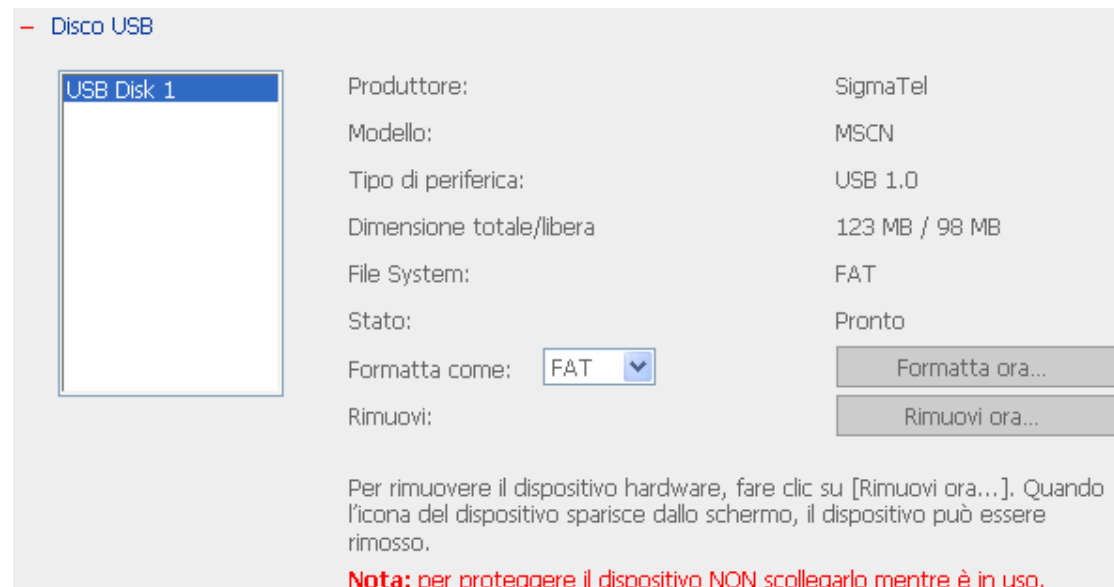 − Disco USB
USB Disk 1
Produttore: SigmaTel
Modello: MSCN
Tipo di periferica: USB 1.0
Dimensione totale/libera 123 MB / 98 MB
File System: FAT
Stato: Pronto
Formatta come: FAT Formatta ora...
Rimuovi: Rimuovi ora...
Per rimuovere il dispositivo hardware, fare clic su [Rimuovi ora...]. Quando
l'icona del dispositivo sparisce dallo schermo, il dispositivo può essere
rimosso.
Nota: per proteggere il dispositivo NON scollegarlo mentre è in uso.